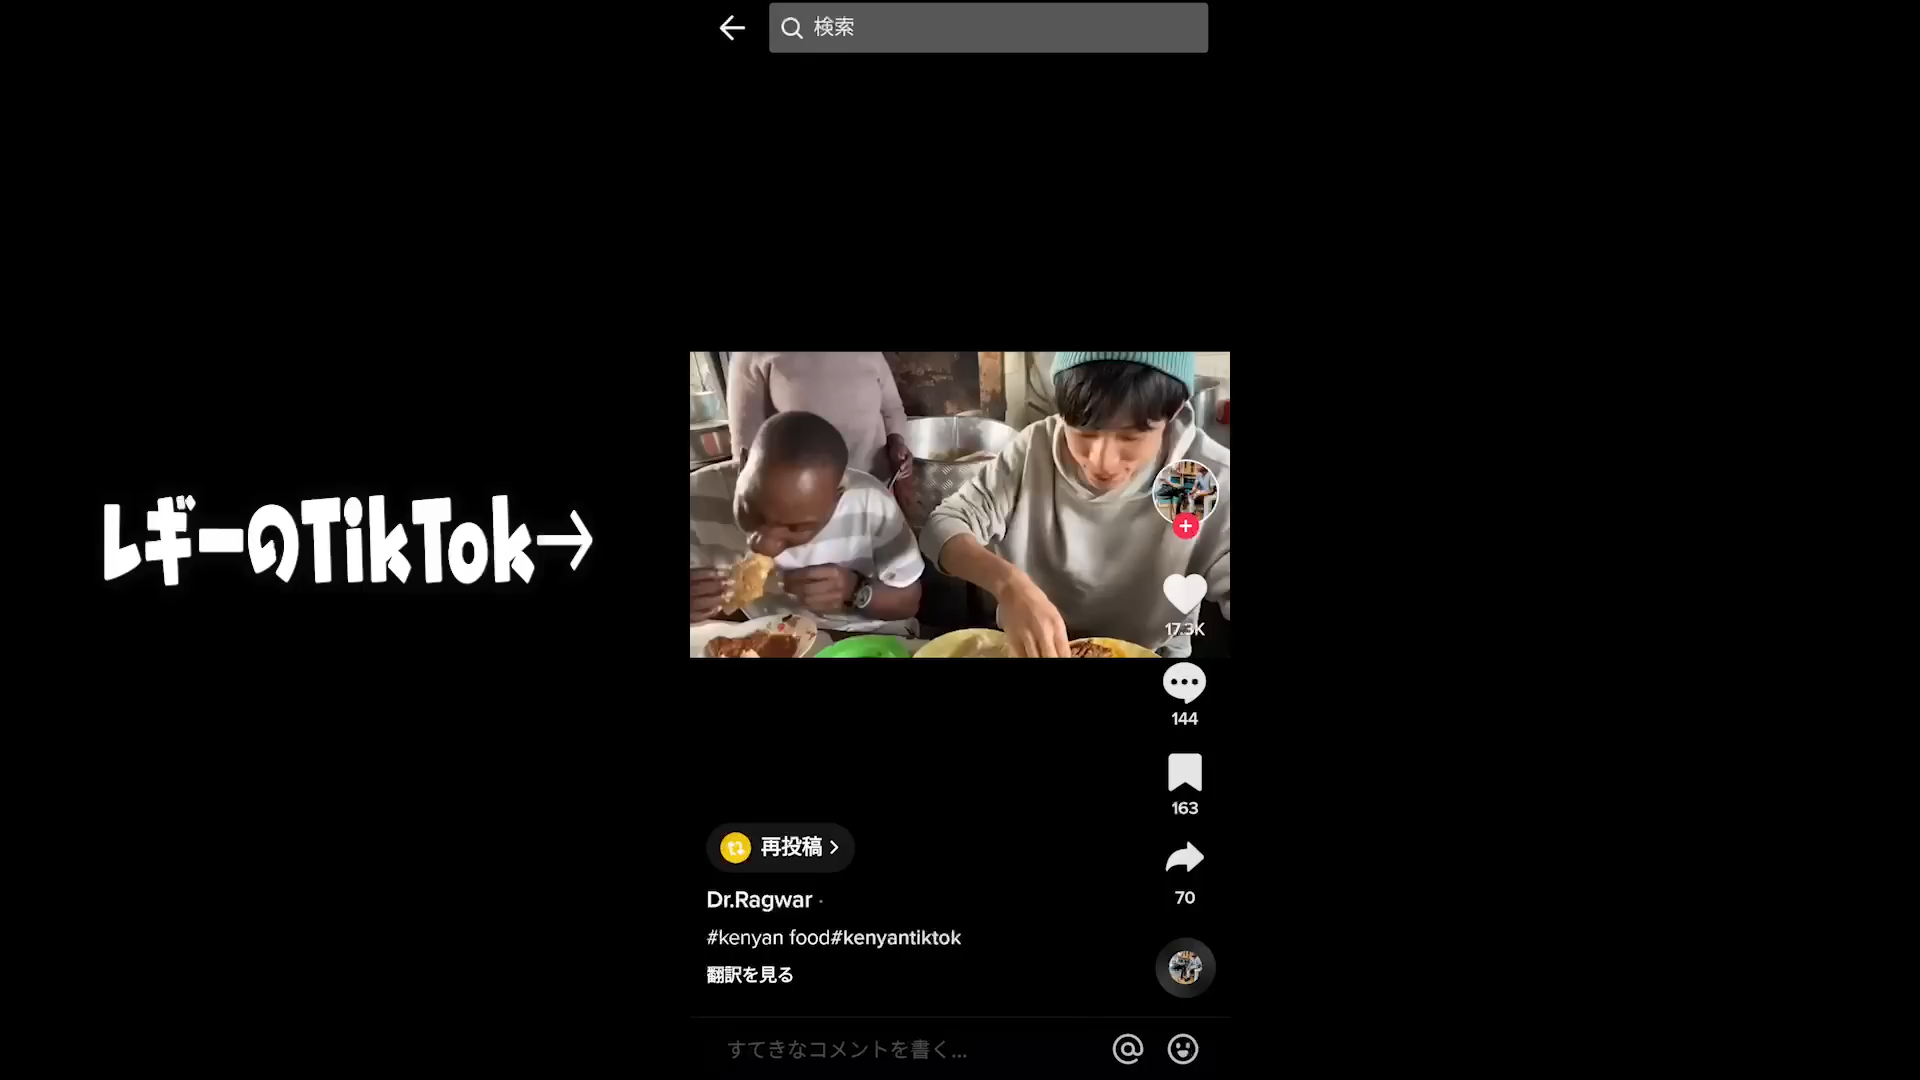 検索
レギーのTikTok→
17.3K
144
163
再投稿 >
70
Dr.Ragwar ·
#kenyan food#kenyantiktok
翻訳を見る
すてきなコメントを書く...